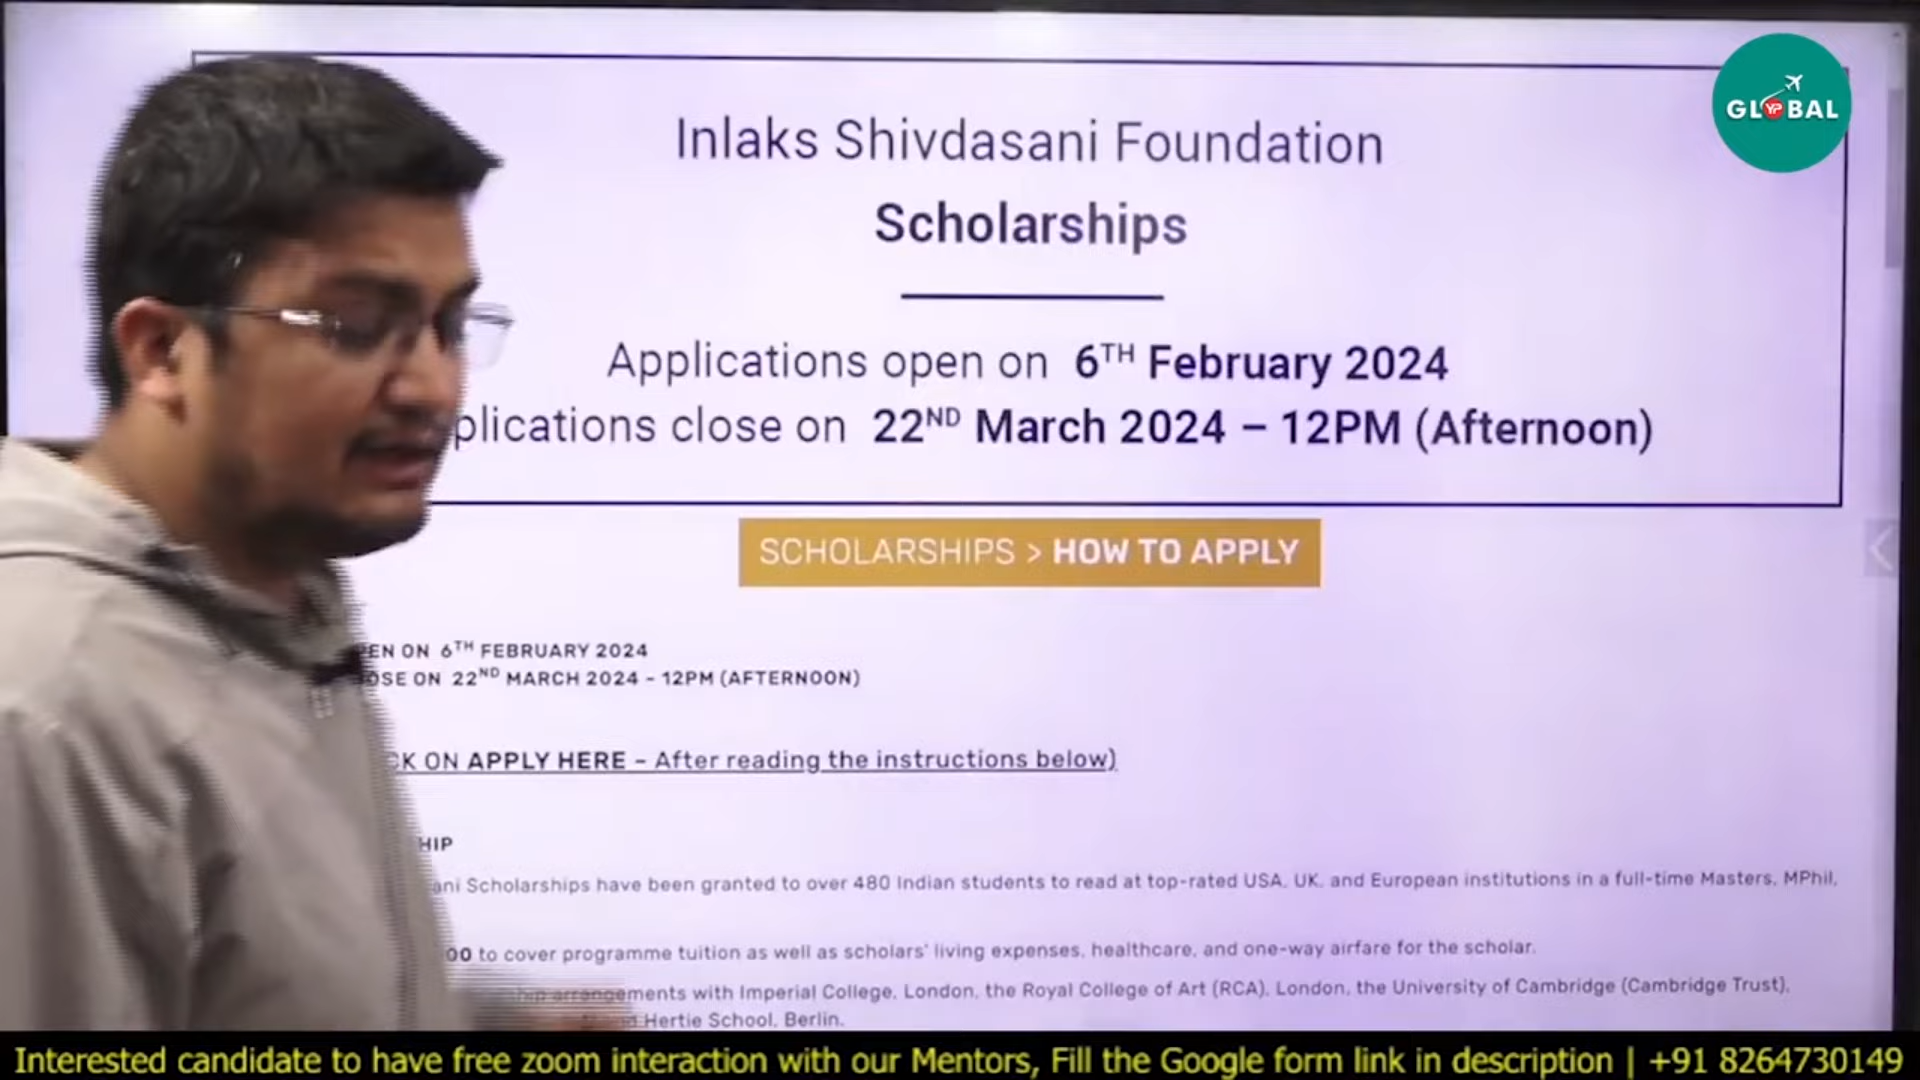 GLOBAL
YP
Inlaks Shivdasani Foundation
Scholarships
Applications open on 6TH February 2024
plications close on 22ND March 2024 – 12PM (Afternoon)
SCHOLARSHIPS > HOW TO APPLY
EN ON 6TH FEBRUARY 2024
OSE ON 22ND MARCH 2024 - 12PM (AFTERNOON)
CK ON APPLY HERE – After reading the instructions below)
HIP
ani Scholarships have been granted to over 480 Indian students to read at top-rated USA, UK, and European institutions in a full-time Masters, MPhil,
00 to cover programme tuition as well as scholars' living expenses, healthcare, and one-way airfare for the scholar.
arrangements with Imperial College, London, the Royal College of Art (RCA), London, the University of Cambridge (Cambridge Trust),
Hertie School, Berlin.
Interested candidate to have free zoom interaction with our Mentors, Fill the Google form link in description | +91 8264730149